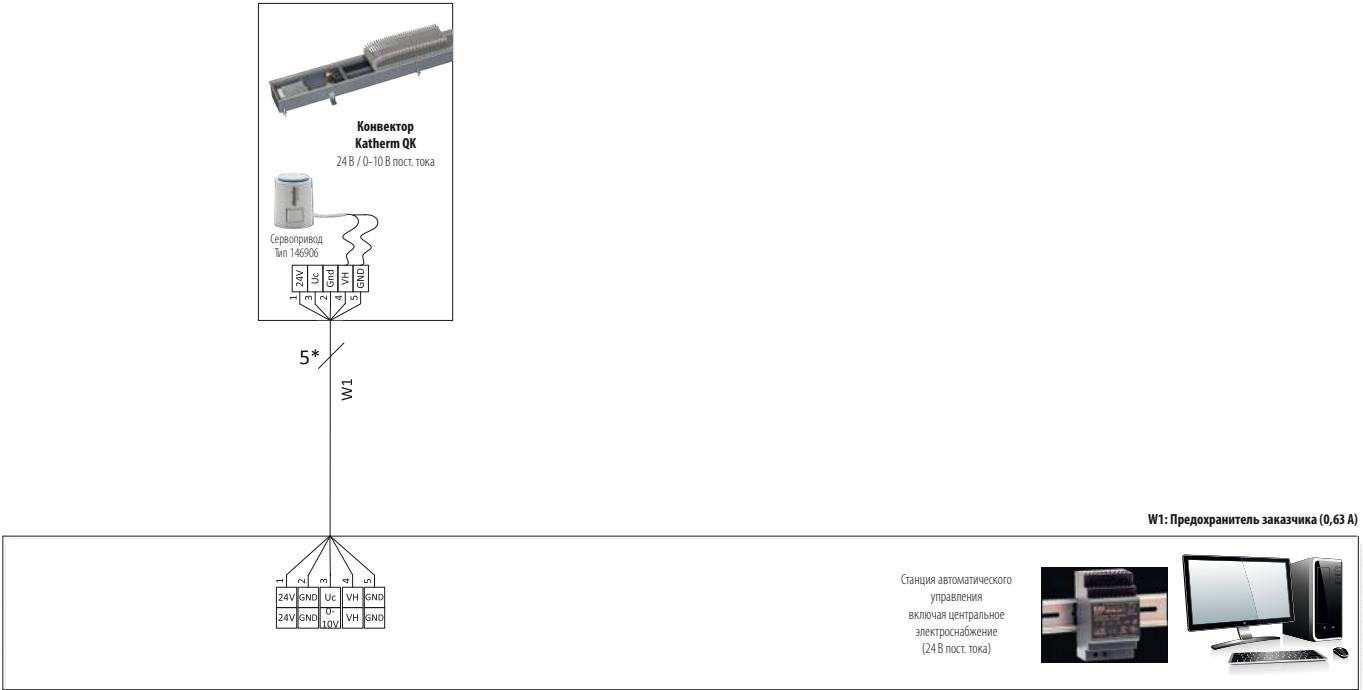 Конвектор
Katherm QK
24 В / 0-10 В пост. тока
Сервопривод
Тип 146906
24V Uc Gnd VH GND
1 3 2 4 5
5*
W1
W1: Предохранитель заказчика (0,63 А)
1 2 3 4 5
24V GND Uc VH GND
24V GND 0-10V VH GND
Станция автоматического
управления
включая центральное
электроснабжение
(24 В пост. тока)